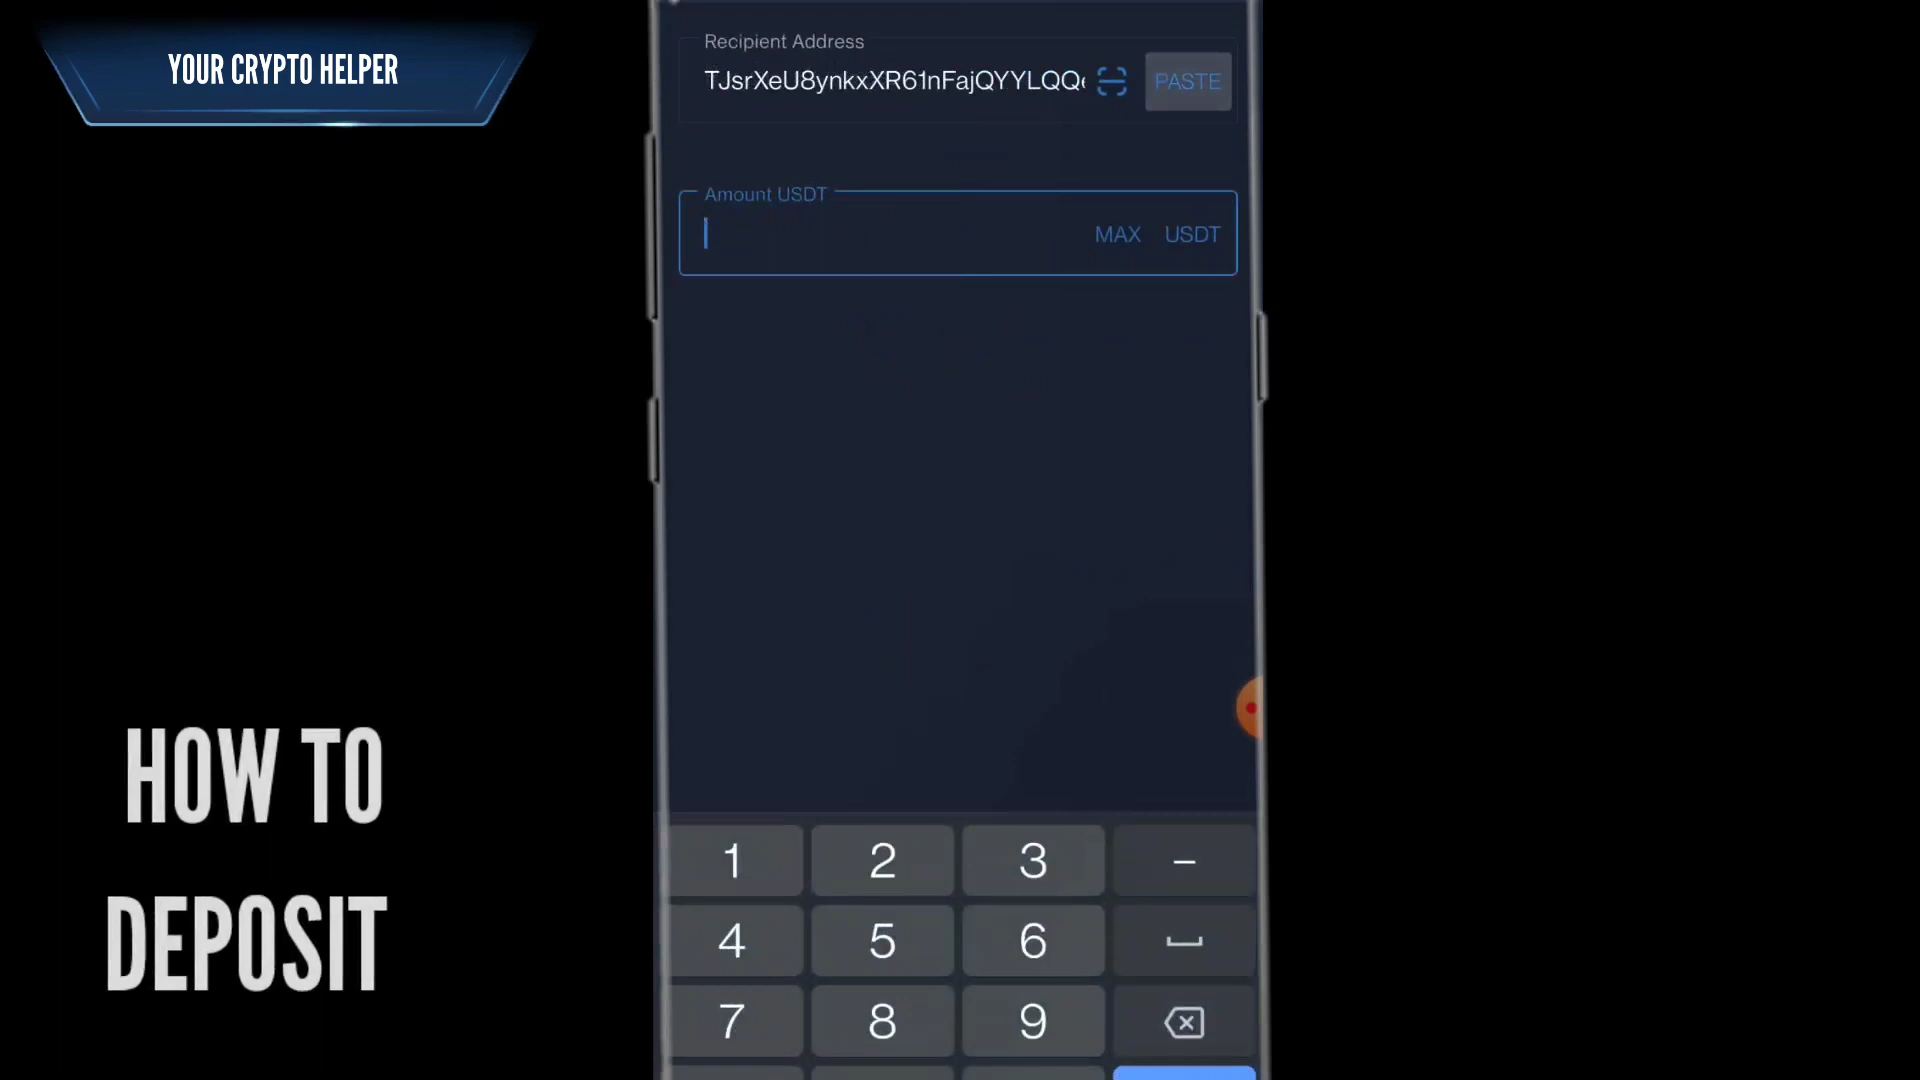 YOUR CRYPTO HELPER
Recipient Address
TJsrXeU8ynkxXR61nFajQYYLQQ
PASTE
Amount USDT
MAX USDT
HOW TO
DEPOSIT
1 2 3 –
4 5 6
7 8 9